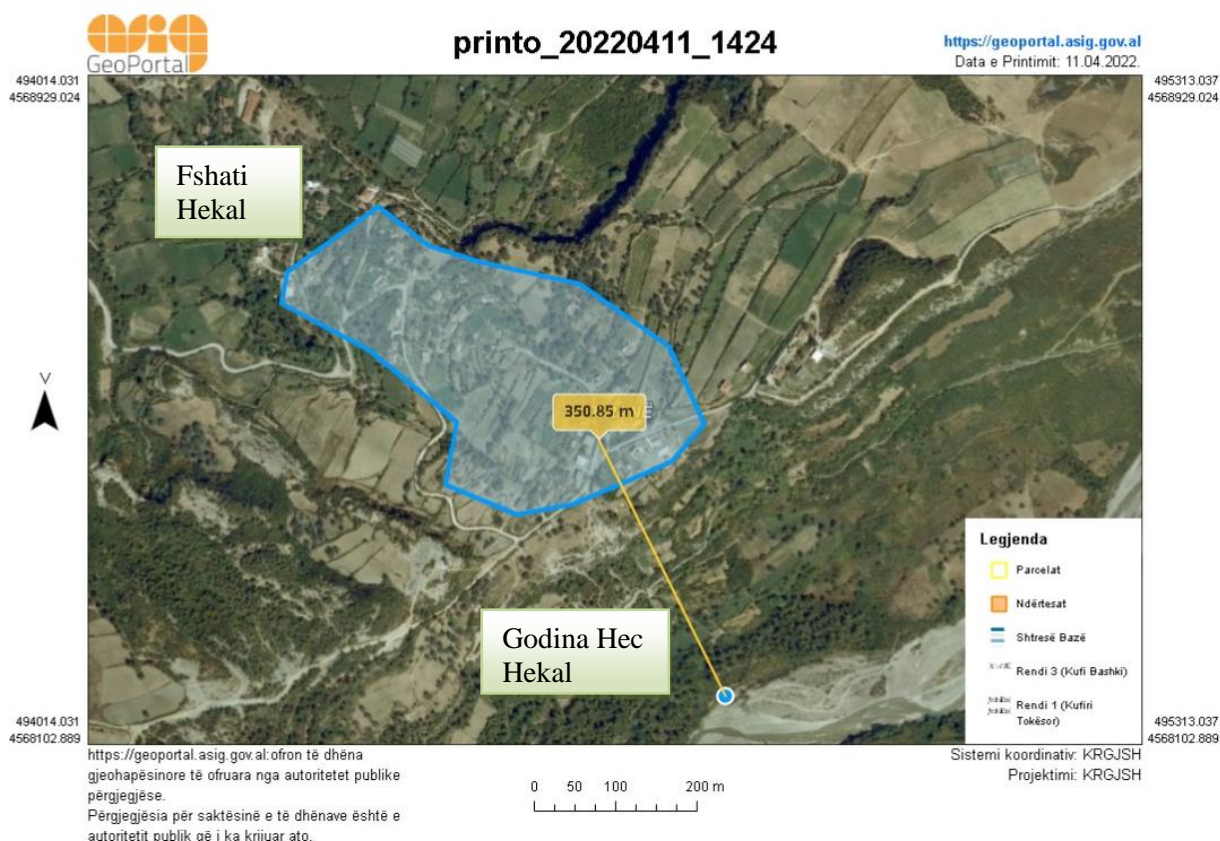 asig
GeoPortal
printo_20220411_1424
https://geoportal.asig.gov.al
Data e Printimit: 11.04.2022.
494014.031
4568929.024
495313.037
4568929.024
Fshati
Hekal
350.85 m
Godina Hec
Hekal
Legjenda
Parcelat
Ndërtesat
Shtresë Bazë
Rendi 3 (Kufi Bashki)
Rendi 1 (Kufiri
Tokësor)
494014.031
4568102.889
495313.037
4568102.889
https://geoportal.asig.gov.al:ofron të dhëna
gjeohapësinore të ofruara nga autoritetet publike
përgjegjëse.
Përgjegjësia për saktësinë e të dhënave është e
autoritetit publik që i ka krijuar ato.
0 50 100 200 m
Sistemi koordinativ: KRGJSH
Projektimi: KRGJSH